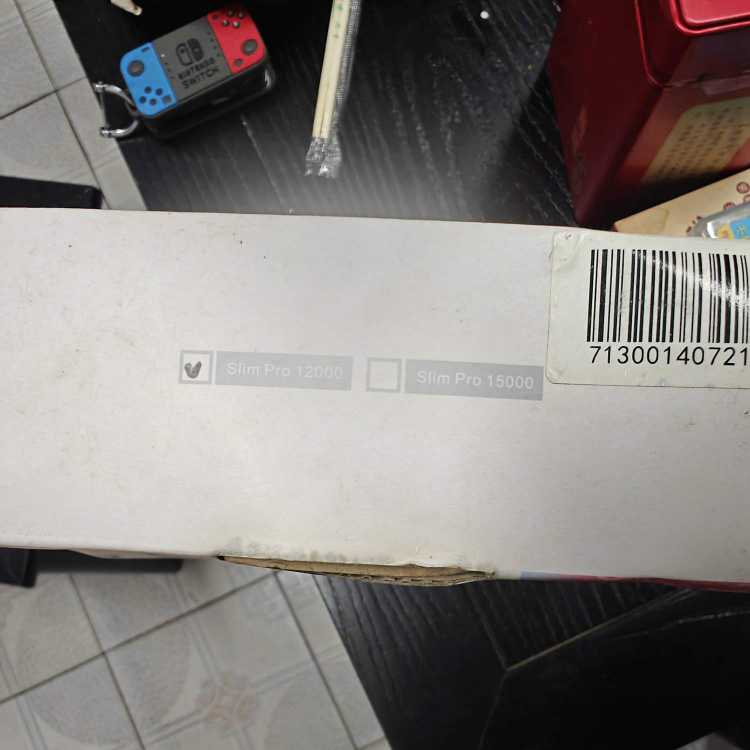 NINTENDO
SWITCH
Slim Pro 12000
Slim Pro 15000
71300140721